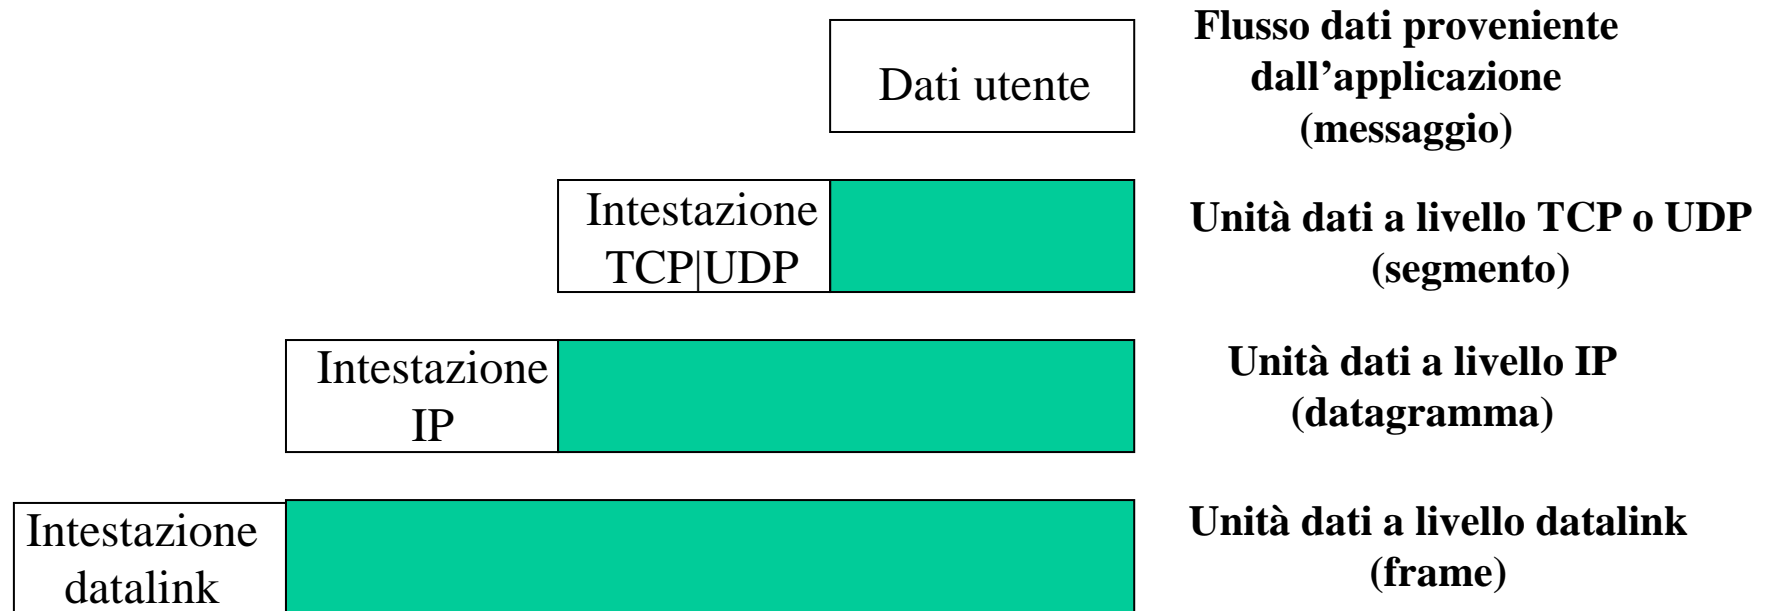 Dati utente
Flusso dati proveniente
dall’applicazione
(messaggio)
Intestazione
TCP|UDP
Unità dati a livello TCP o UDP
(segmento)
Intestazione
IP
Unità dati a livello IP
(datagramma)
Intestazione
datalink
Unità dati a livello datalink
(frame)